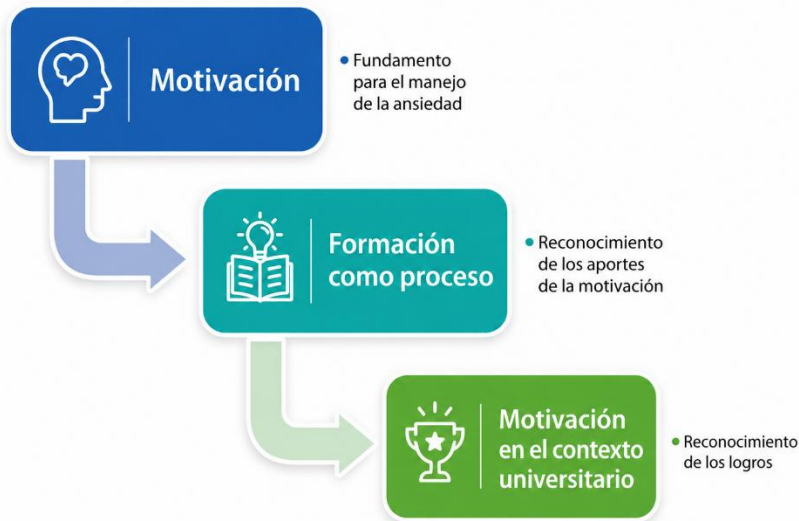 Motivación
• Fundamento
para el manejo
de la ansiedad
Formación
como proceso
• Reconocimiento
de los aportes
de la motivación
Motivación
en el contexto
universitario
• Reconocimiento
de los logros